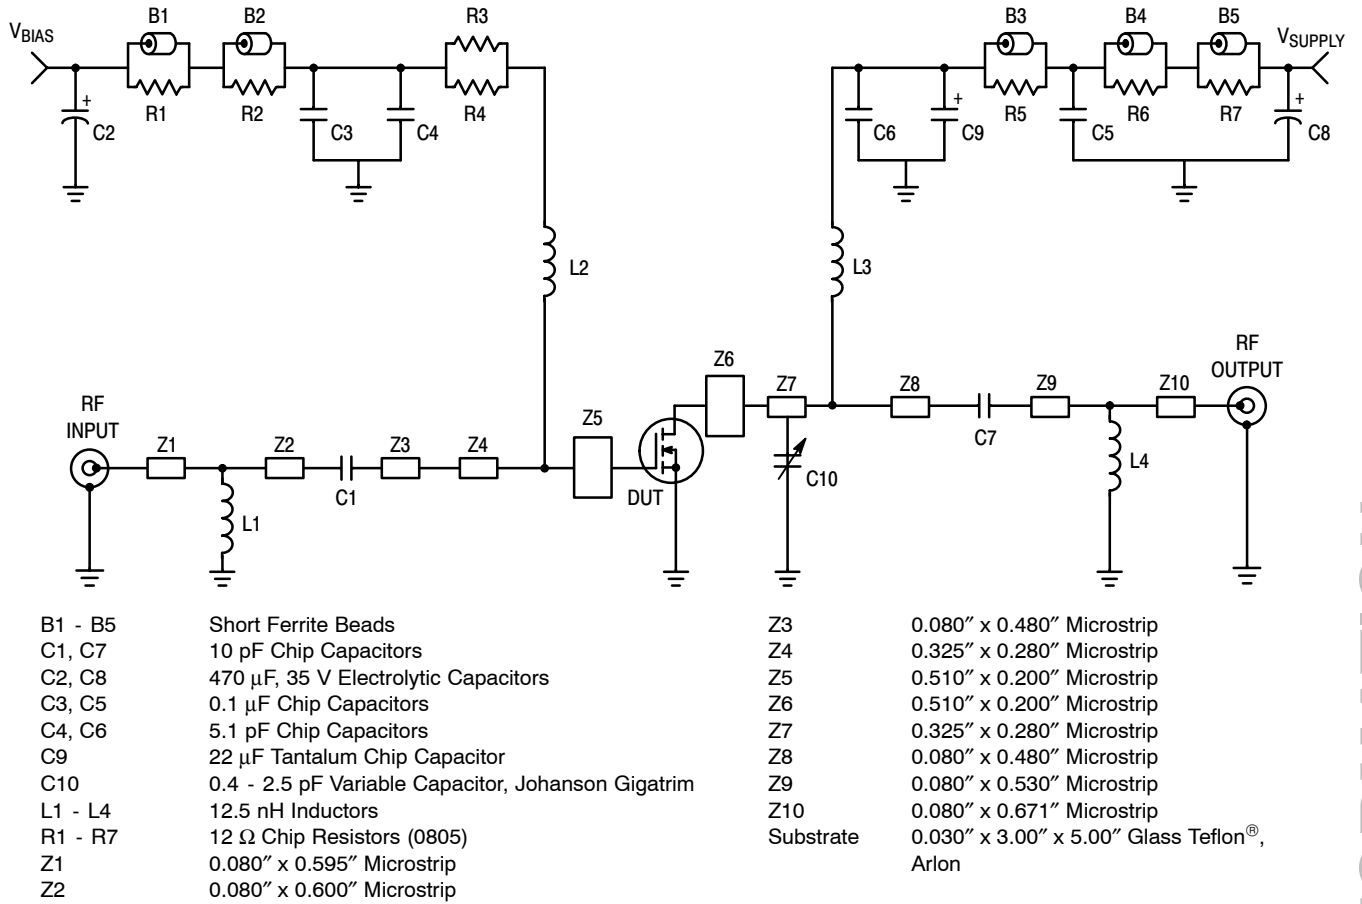 V_BIAS
B1
B2
R3
B3
B4
B5
V_SUPPLY
+
C2
R1
R2
C3
C4
R4
C6
+
C9
R5
C5
R6
R7
+
C8
L2
L3
RF
INPUT
Z1
Z2
C1
Z3
Z4
Z5
DUT
Z6
Z7
C10
Z8
C7
Z9
Z10
RF
OUTPUT
L1
L4
B1 - B5 Short Ferrite Beads
C1, C7 10 pF Chip Capacitors
C2, C8 470 μF, 35 V Electrolytic Capacitors
C3, C5 0.1 μF Chip Capacitors
C4, C6 5.1 pF Chip Capacitors
C9 22 μF Tantalum Chip Capacitor
C10 0.4 - 2.5 pF Variable Capacitor, Johanson Gigatrim
L1 - L4 12.5 nH Inductors
R1 - R7 12 Ω Chip Resistors (0805)
Z1 0.080″ x 0.595″ Microstrip
Z2 0.080″ x 0.600″ Microstrip
Z3 0.080″ x 0.480″ Microstrip
Z4 0.325″ x 0.280″ Microstrip
Z5 0.510″ x 0.200″ Microstrip
Z6 0.510″ x 0.200″ Microstrip
Z7 0.325″ x 0.280″ Microstrip
Z8 0.080″ x 0.480″ Microstrip
Z9 0.080″ x 0.530″ Microstrip
Z10 0.080″ x 0.671″ Microstrip
Substrate 0.030″ x 3.00″ x 5.00″ Glass Teflon®,
Arlon